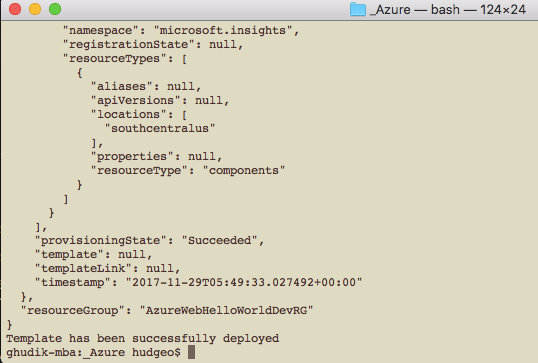 _Azure — bash — 124×24
"namespace": "microsoft.insights",
"registrationState": null,
"resourceTypes": [
{
"aliases": null,
"apiVersions": null,
"locations": [
"southcentralus"
],
"properties": null,
"resourceType": "components"
}
]
}
],
"provisioningState": "Succeeded",
"template": null,
"templateLink": null,
"timestamp": "2017-11-29T05:49:33.027492+00:00"
},
"resourceGroup": "AzureWebHelloWorldDevRG"
}
Template has been successfully deployed
ghudik-mba:_Azure hudgeo$